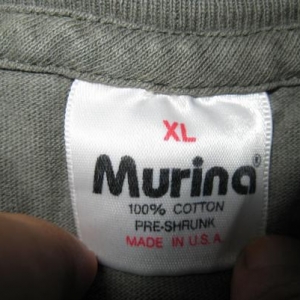 XL
Murina®
100% COTTON
PRE-SHRUNK
MADE IN U.S.A.